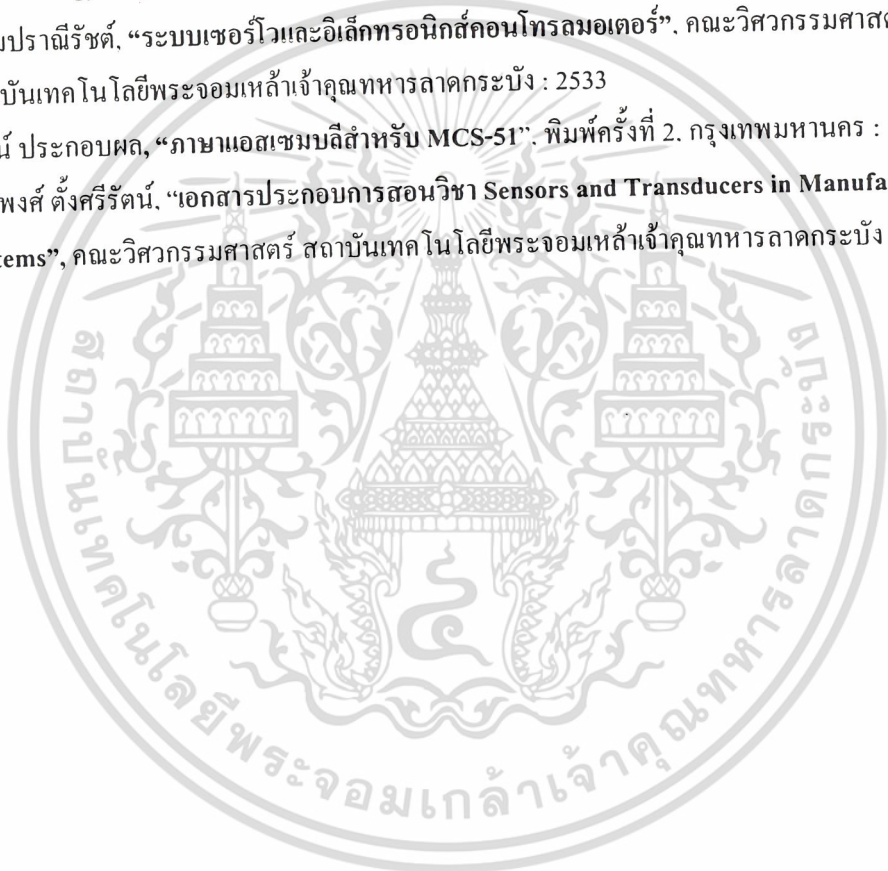 มปราณีรัชต์. “ระบบเซอร์โวและอิเล็กทรอนิกส์คอนโทรลมอเตอร์”. คณะวิศวกรรมศาสต
บันเทคโนโลยีพระจอมเหล้าเจ้าคุณทหารลาดกระบัง : 2533
น์ ประกอบผล, “ภาษาแอสเซมบลีสำหรับ MCS-51”. พิมพ์ครั้งที่ 2. กรุงเทพมหานคร :
พงศ์ ตั้งศรีรัตน์. “เอกสารประกอบการสอนวิชา Sensors and Transducers in Manufa
tems”, คณะวิศวกรรมศาสตร์ สถาบันเทคโนโลยีพระจอมเหล้าเจ้าคุณทหารลาดกระบัง
สถาบันเทคโนโลยีพระจอมเกล้าเจ้าคุณทหารลาดกระบัง